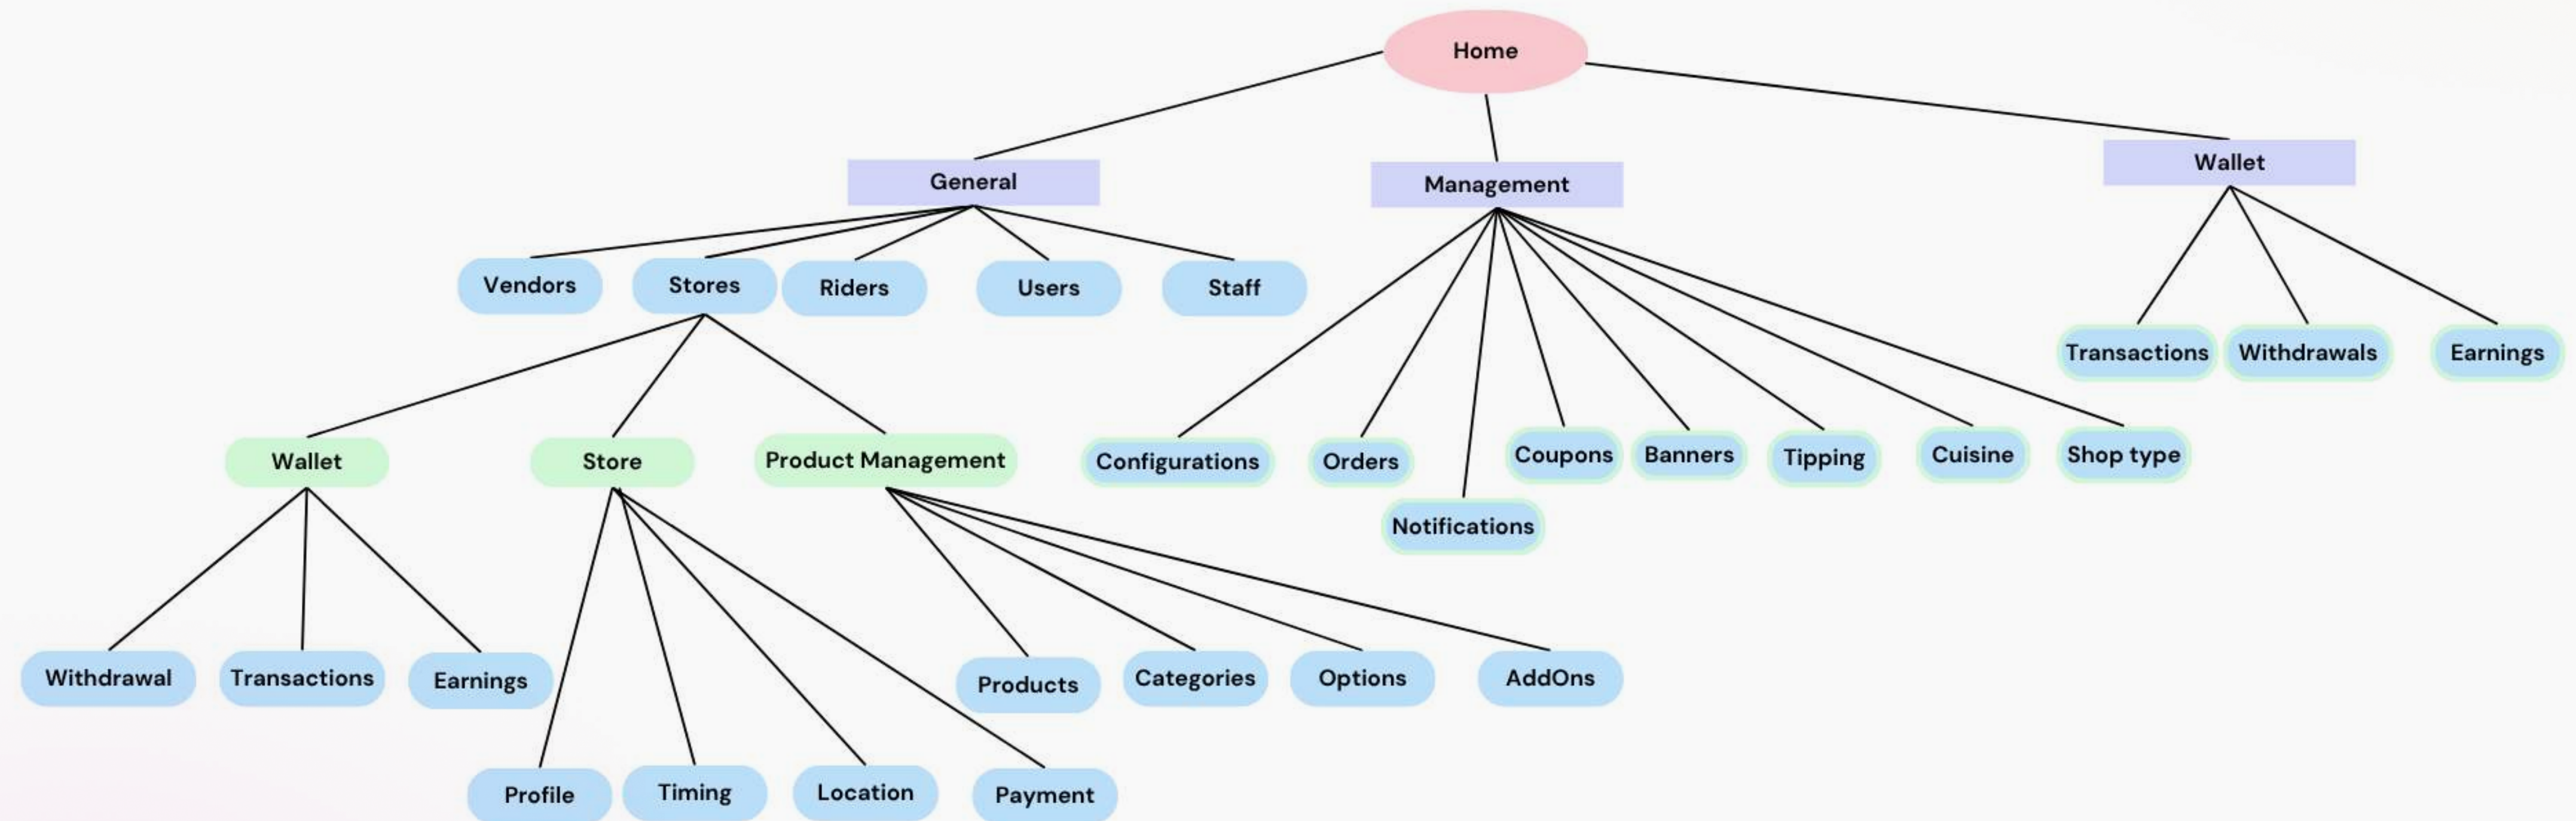 Home
General
Management
Wallet
Vendors
Stores
Riders
Users
Staff
Transactions
Withdrawals
Earnings
Wallet
Store
Product Management
Configurations
Orders
Notifications
Coupons
Banners
Tipping
Cuisine
Shop type
Withdrawal
Transactions
Earnings
Products
Categories
Options
AddOns
Profile
Timing
Location
Payment